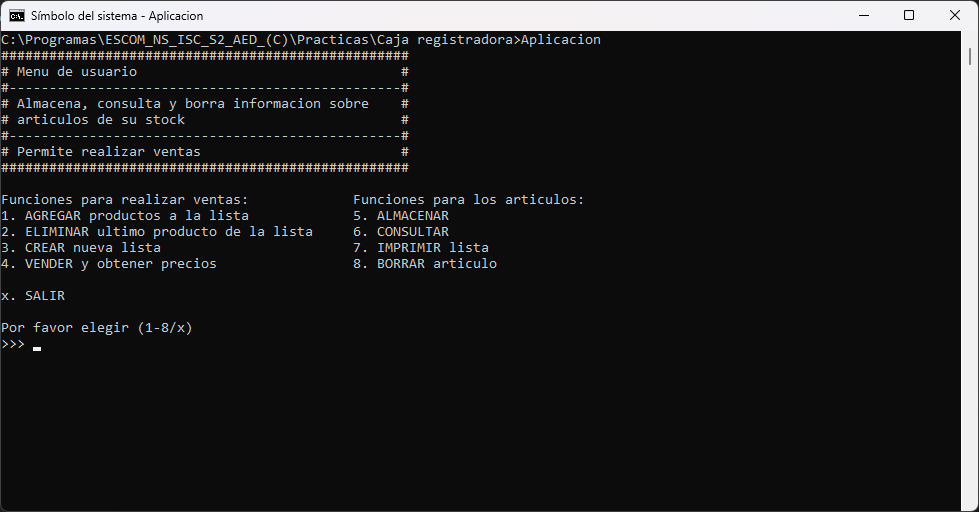 Símbolo del sistema - Aplicacion
C:\Programas\ESCOM_NS_ISC_S2_AED_(C)\Practicas\Caja registradora>Aplicacion
###################################################
# Menu de usuario                                 #
#-------------------------------------------------#
# Almacena, consulta y borra informacion sobre    #
# articulos de su stock                           #
#-------------------------------------------------#
# Permite realizar ventas                         #
###################################################
Funciones para realizar ventas:             Funciones para los articulos:
1. AGREGAR productos a la lista             5. ALMACENAR
2. ELIMINAR ultimo producto de la lista     6. CONSULTAR
3. CREAR nueva lista                        7. IMPRIMIR lista
4. VENDER y obtener precios                 8. BORRAR articulo
x. SALIR
Por favor elegir (1-8/x)
>>>